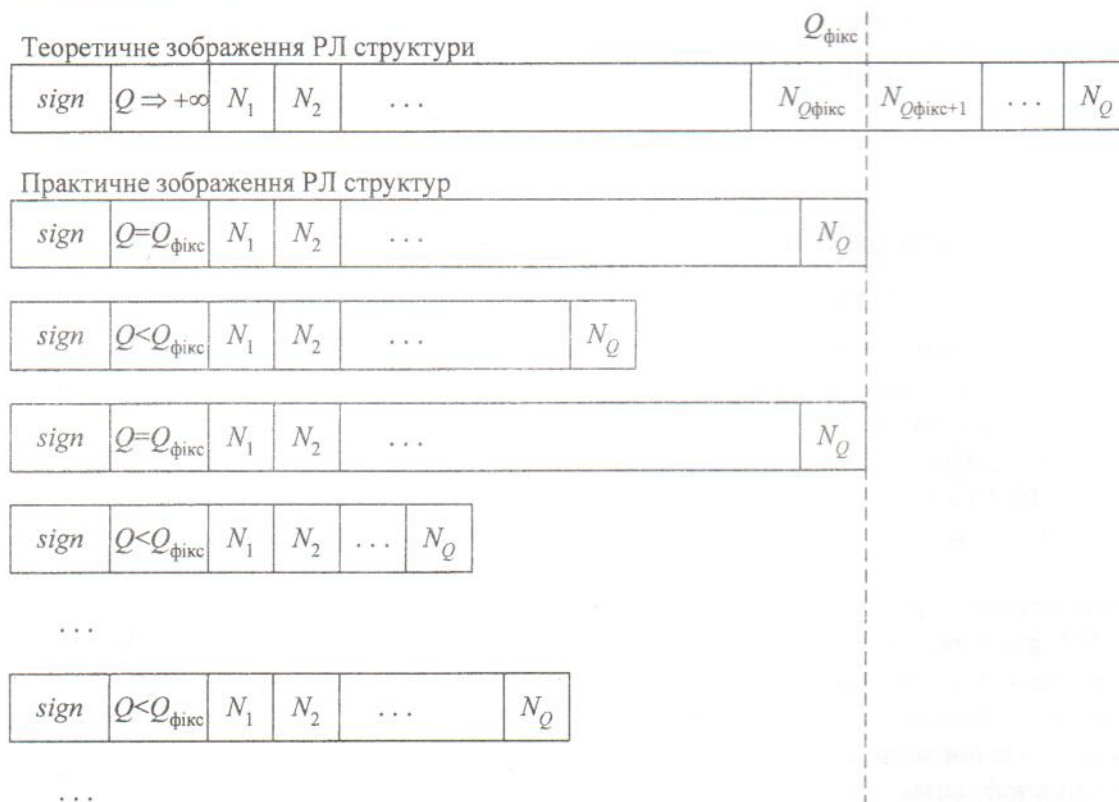 Q_фікс
Теоретичне зображення РЛ структури
sign Q ⇒ +∞ N_1 N_2 ... N_Qфікс N_Qфікс+1 ... N_Q
Практичне зображення РЛ структур
sign Q=Q_фікс N_1 N_2 ... N_Q
sign Q<Q_фікс N_1 N_2 ... N_Q
sign Q=Q_фікс N_1 N_2 ... N_Q
sign Q<Q_фікс N_1 N_2 ... N_Q
...
sign Q<Q_фікс N_1 N_2 ... N_Q
...